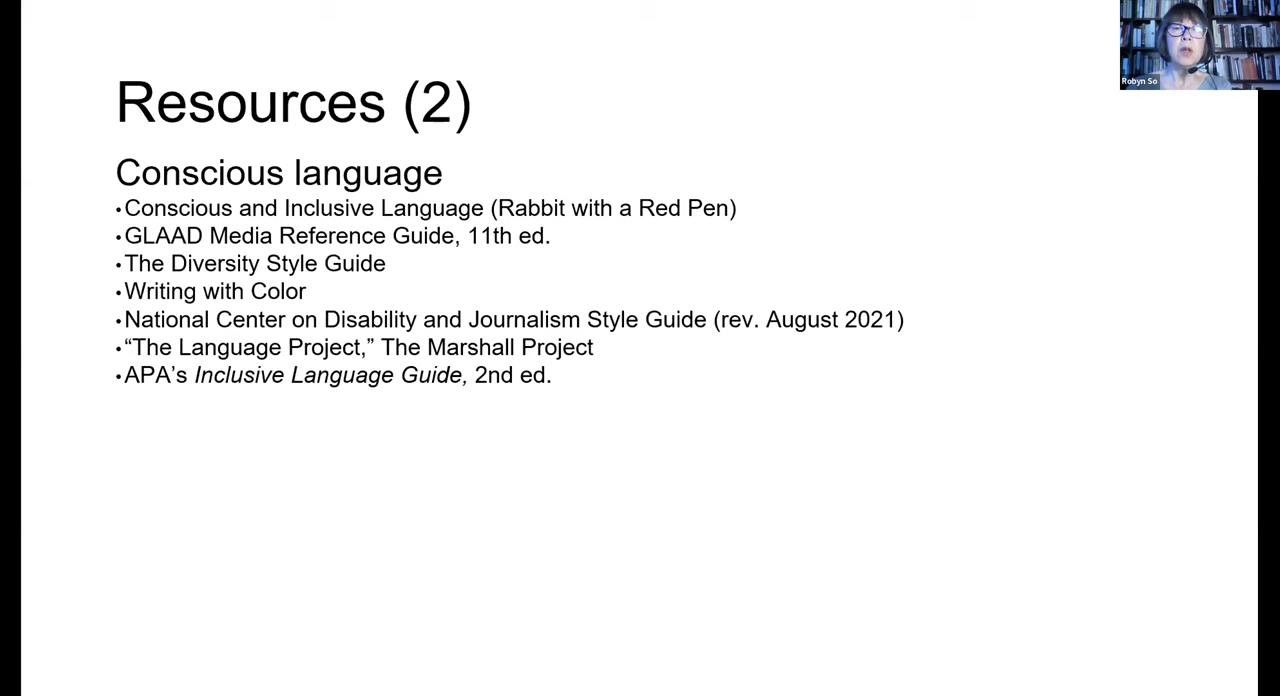 Resources (2)
Conscious language
•Conscious and Inclusive Language (Rabbit with a Red Pen)
•GLAAD Media Reference Guide, 11th ed.
•The Diversity Style Guide
•Writing with Color
•National Center on Disability and Journalism Style Guide (rev. August 2021)
•“The Language Project,” The Marshall Project
•APA’s Inclusive Language Guide, 2nd ed.
Robyn So